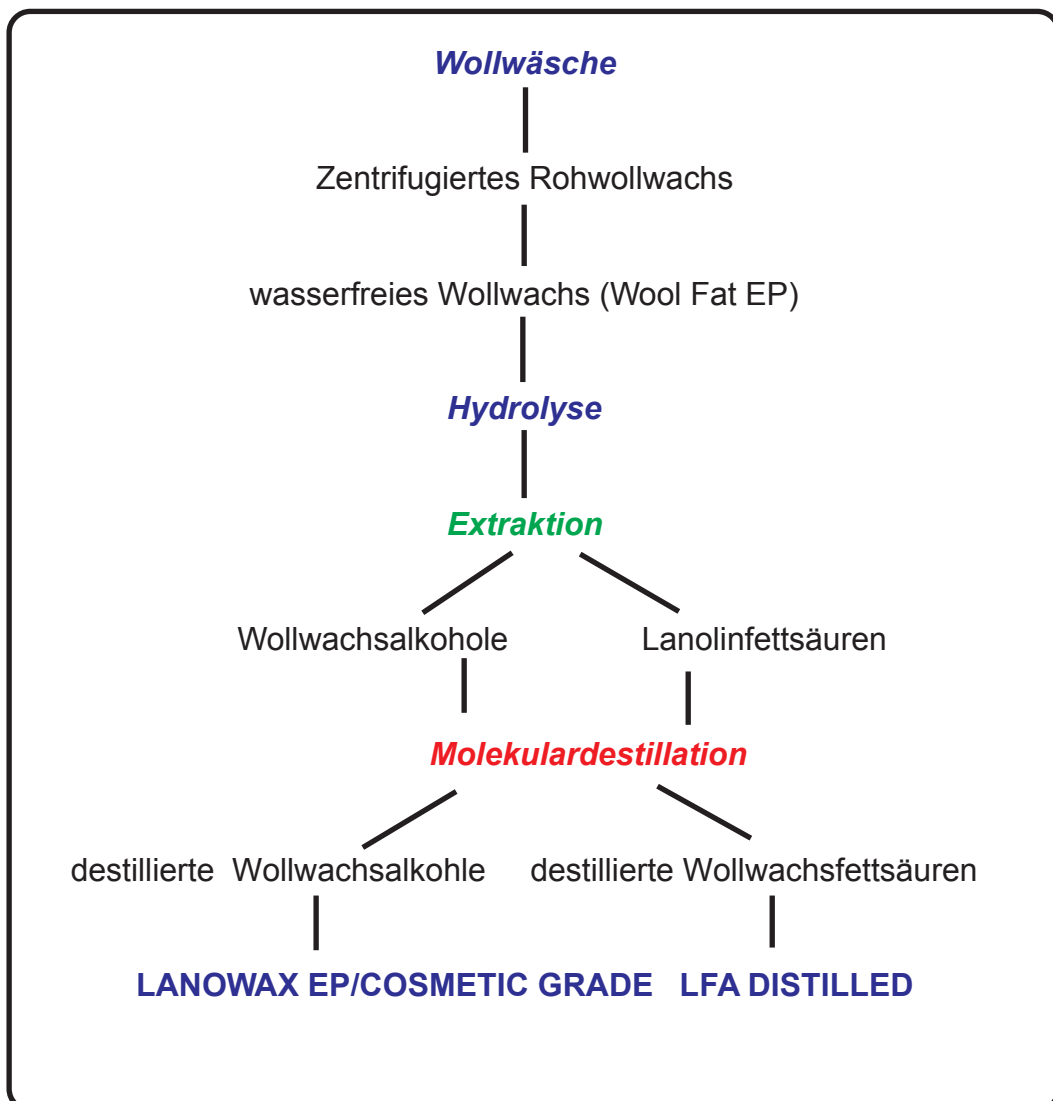 Wollwäsche
Zentrifugiertes Rohwollwachs
wasserfreies Wollwachs (Wool Fat EP)
Hydrolyse
Extraktion
Wollwachsalkohole Lanolinfettsäuren
Molekulardestillation
destillierte Wollwachsalkohle destillierte Wollwachsfettsäuren
LANOWAX EP/COSMETIC GRADE LFA DISTILLED